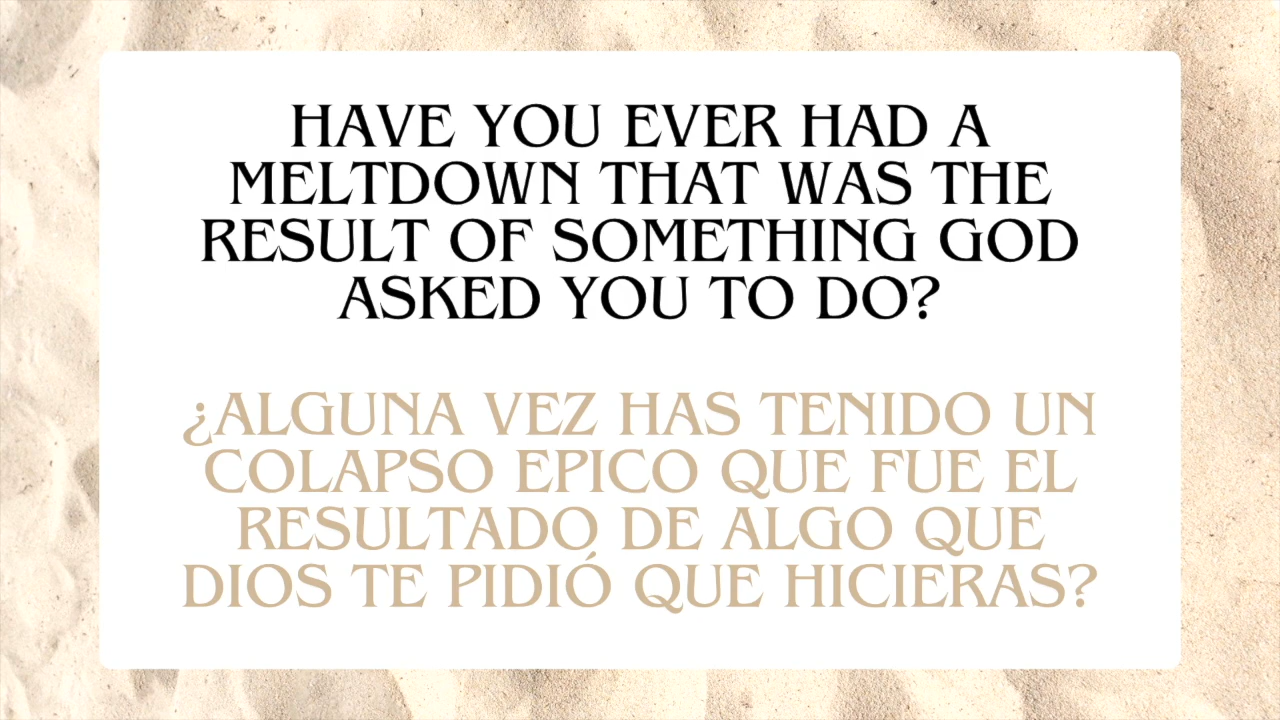 HAVE YOU EVER HAD A
MELTDOWN THAT WAS THE
RESULT OF SOMETHING GOD
ASKED YOU TO DO?
¿ALGUNA VEZ HAS TENIDO UN
COLAPSO EPICO QUE FUE EL
RESULTADO DE ALGO QUE
DIOS TE PIDIÓ QUE HICIERAS?